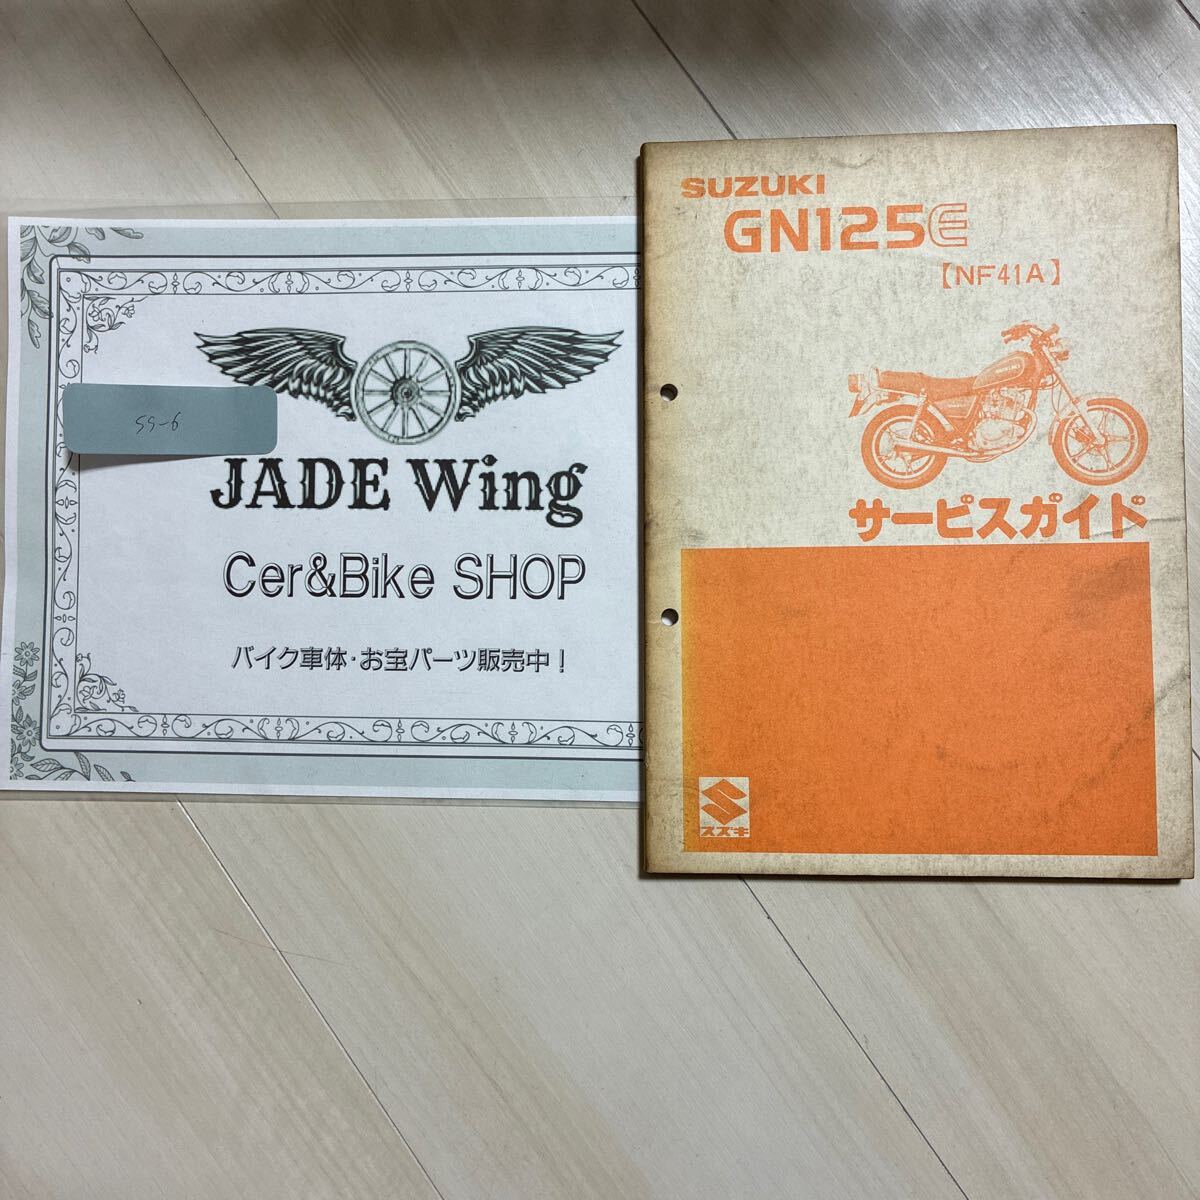 SS-6
JADE Wing
Cer&Bike SHOP
バイク車体・お宝パーツ販売中！
SUZUKI
GN125E
【NF41A】
SUZUKI
サービスガイド
スズキ